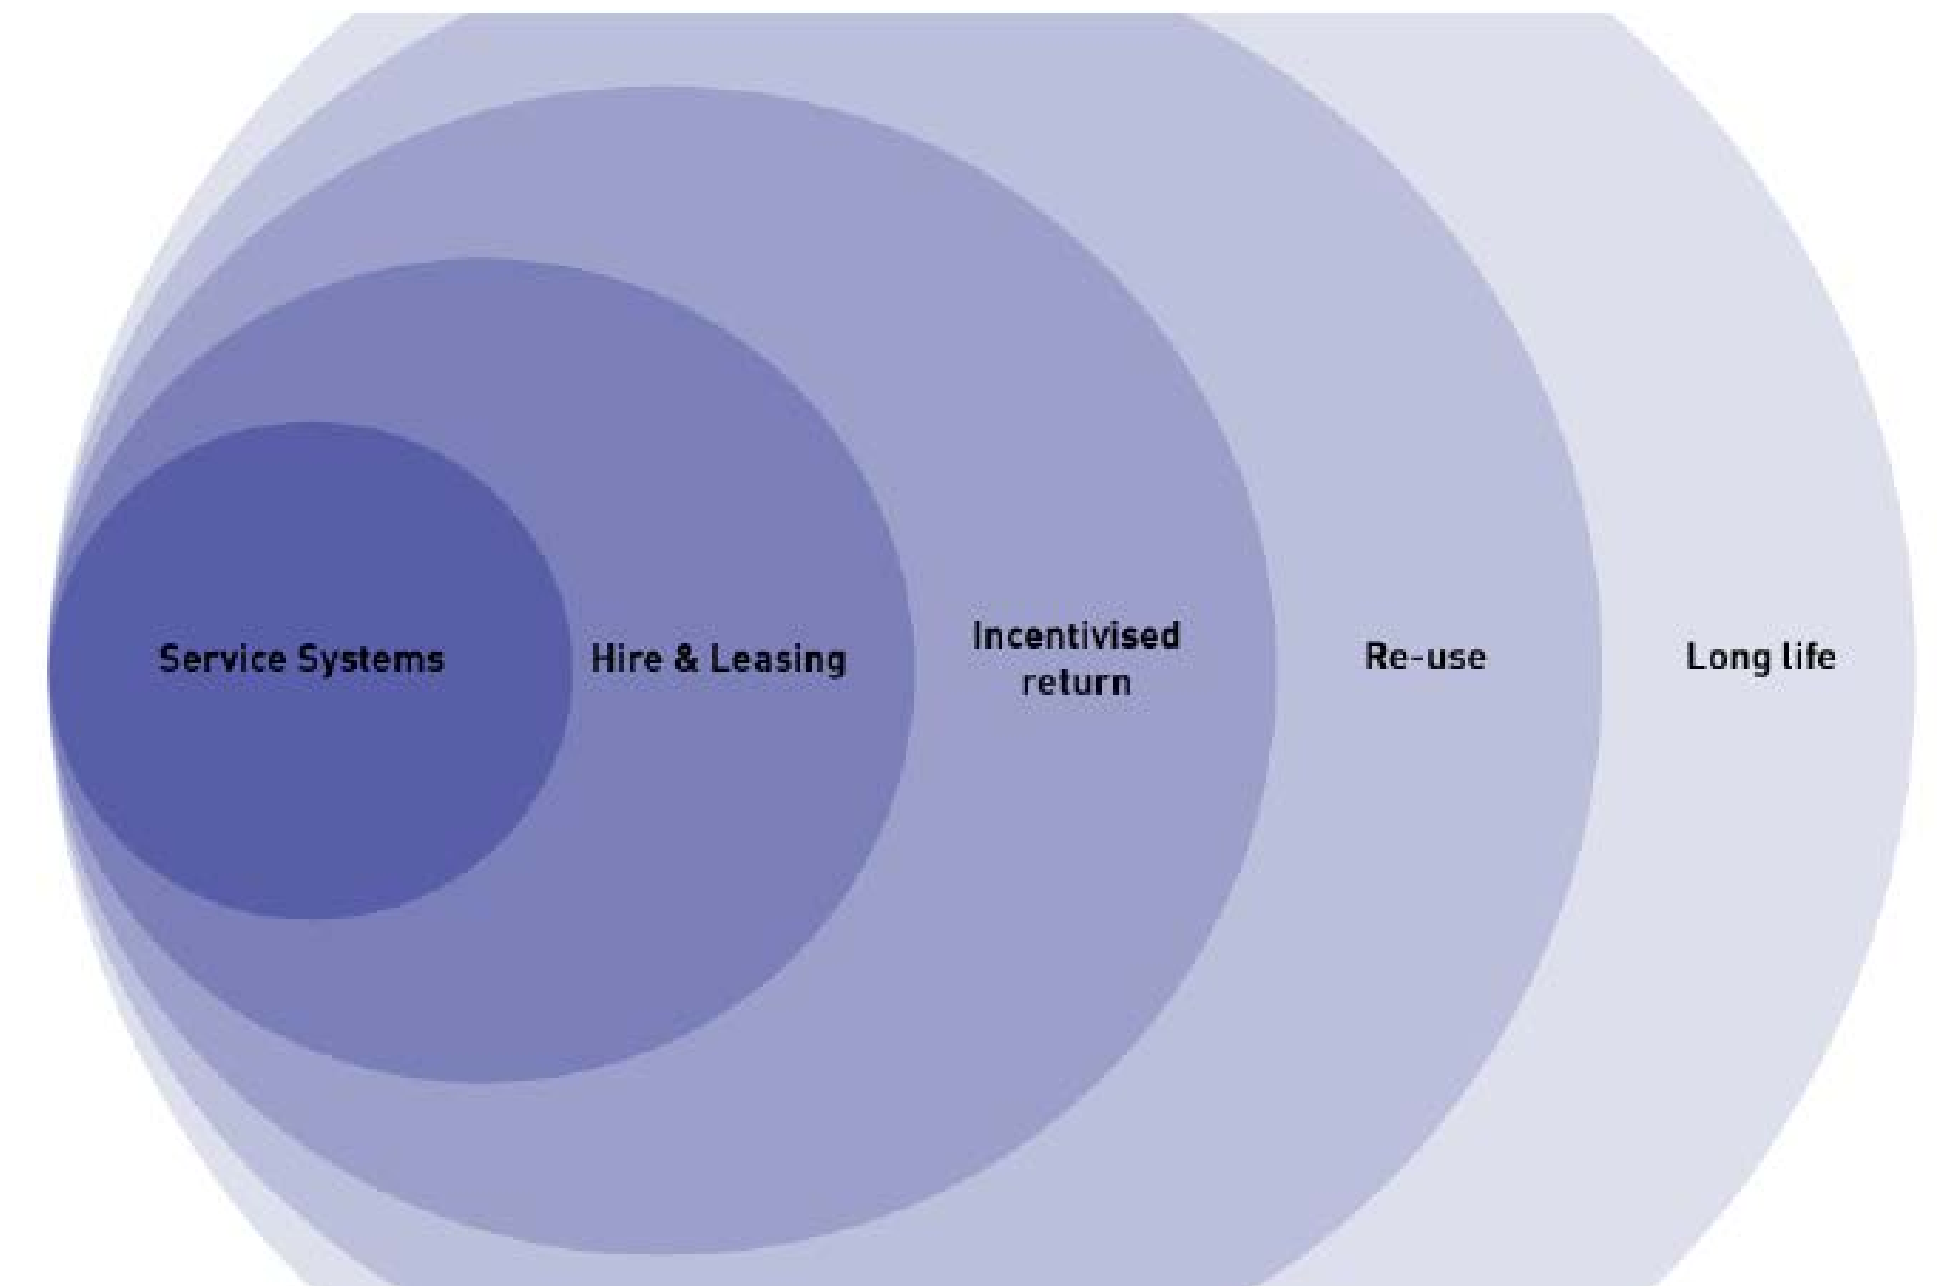 Service Systems
Hire & Leasing
Incentivised
return
Re-use
Long life